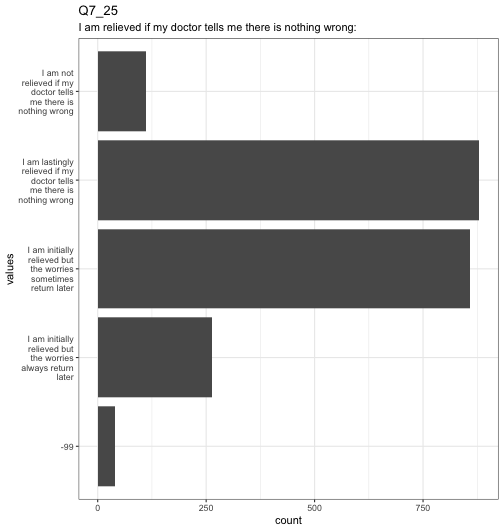 Q7_25
I am relieved if my doctor tells me there is nothing wrong:
I am not
relieved if my
doctor tells
me there is
nothing wrong
I am lastingly
relieved if my
doctor tells
me there is
nothing wrong
I am initially
relieved but
the worries
sometimes
return later
I am initially
relieved but
the worries
always return
later
-99
values
0 250 500 750
count